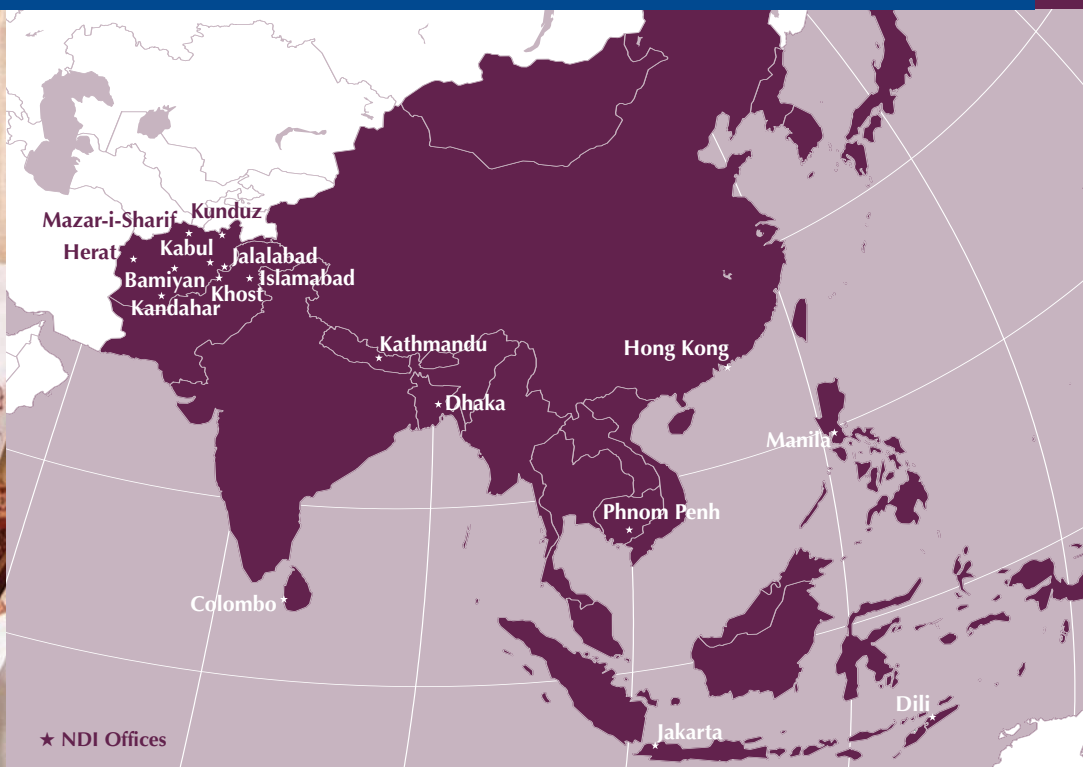 Mazar-i-Sharif
Kunduz
Herat
Kabul
Jalalabad
Bamiyan
Islamabad
Khost
Kandahar
Kathmandu
Hong Kong
Dhaka
Manila
Phnom Penh
Colombo
Dili
Jakarta
★ NDI Offices